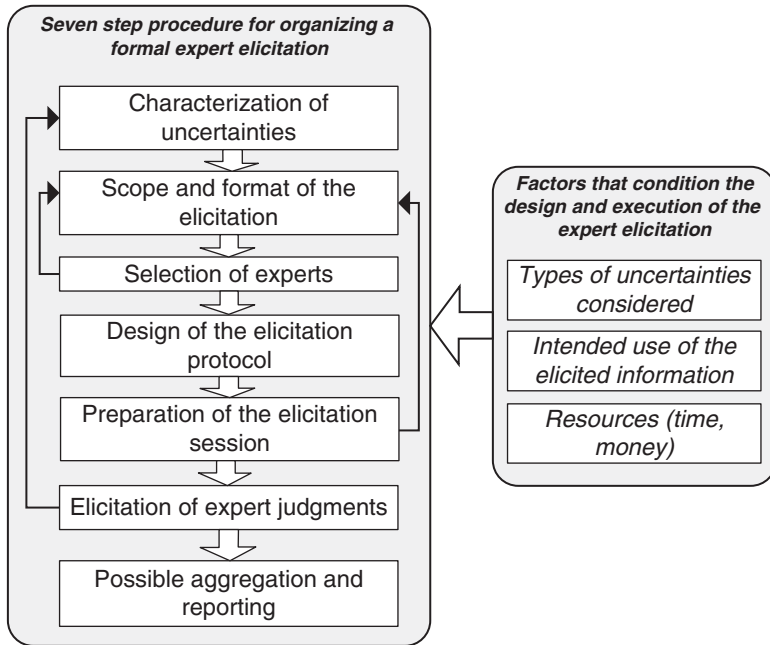 Seven step procedure for organizing a
formal expert elicitation
Characterization of
uncertainties
Scope and format of the
elicitation
Selection of experts
Design of the elicitation
protocol
Preparation of the elicitation
session
Elicitation of expert judgments
Possible aggregation and
reporting
Factors that condition the
design and execution of the
expert elicitation
Types of uncertainties
considered
Intended use of the
elicited information
Resources (time,
money)